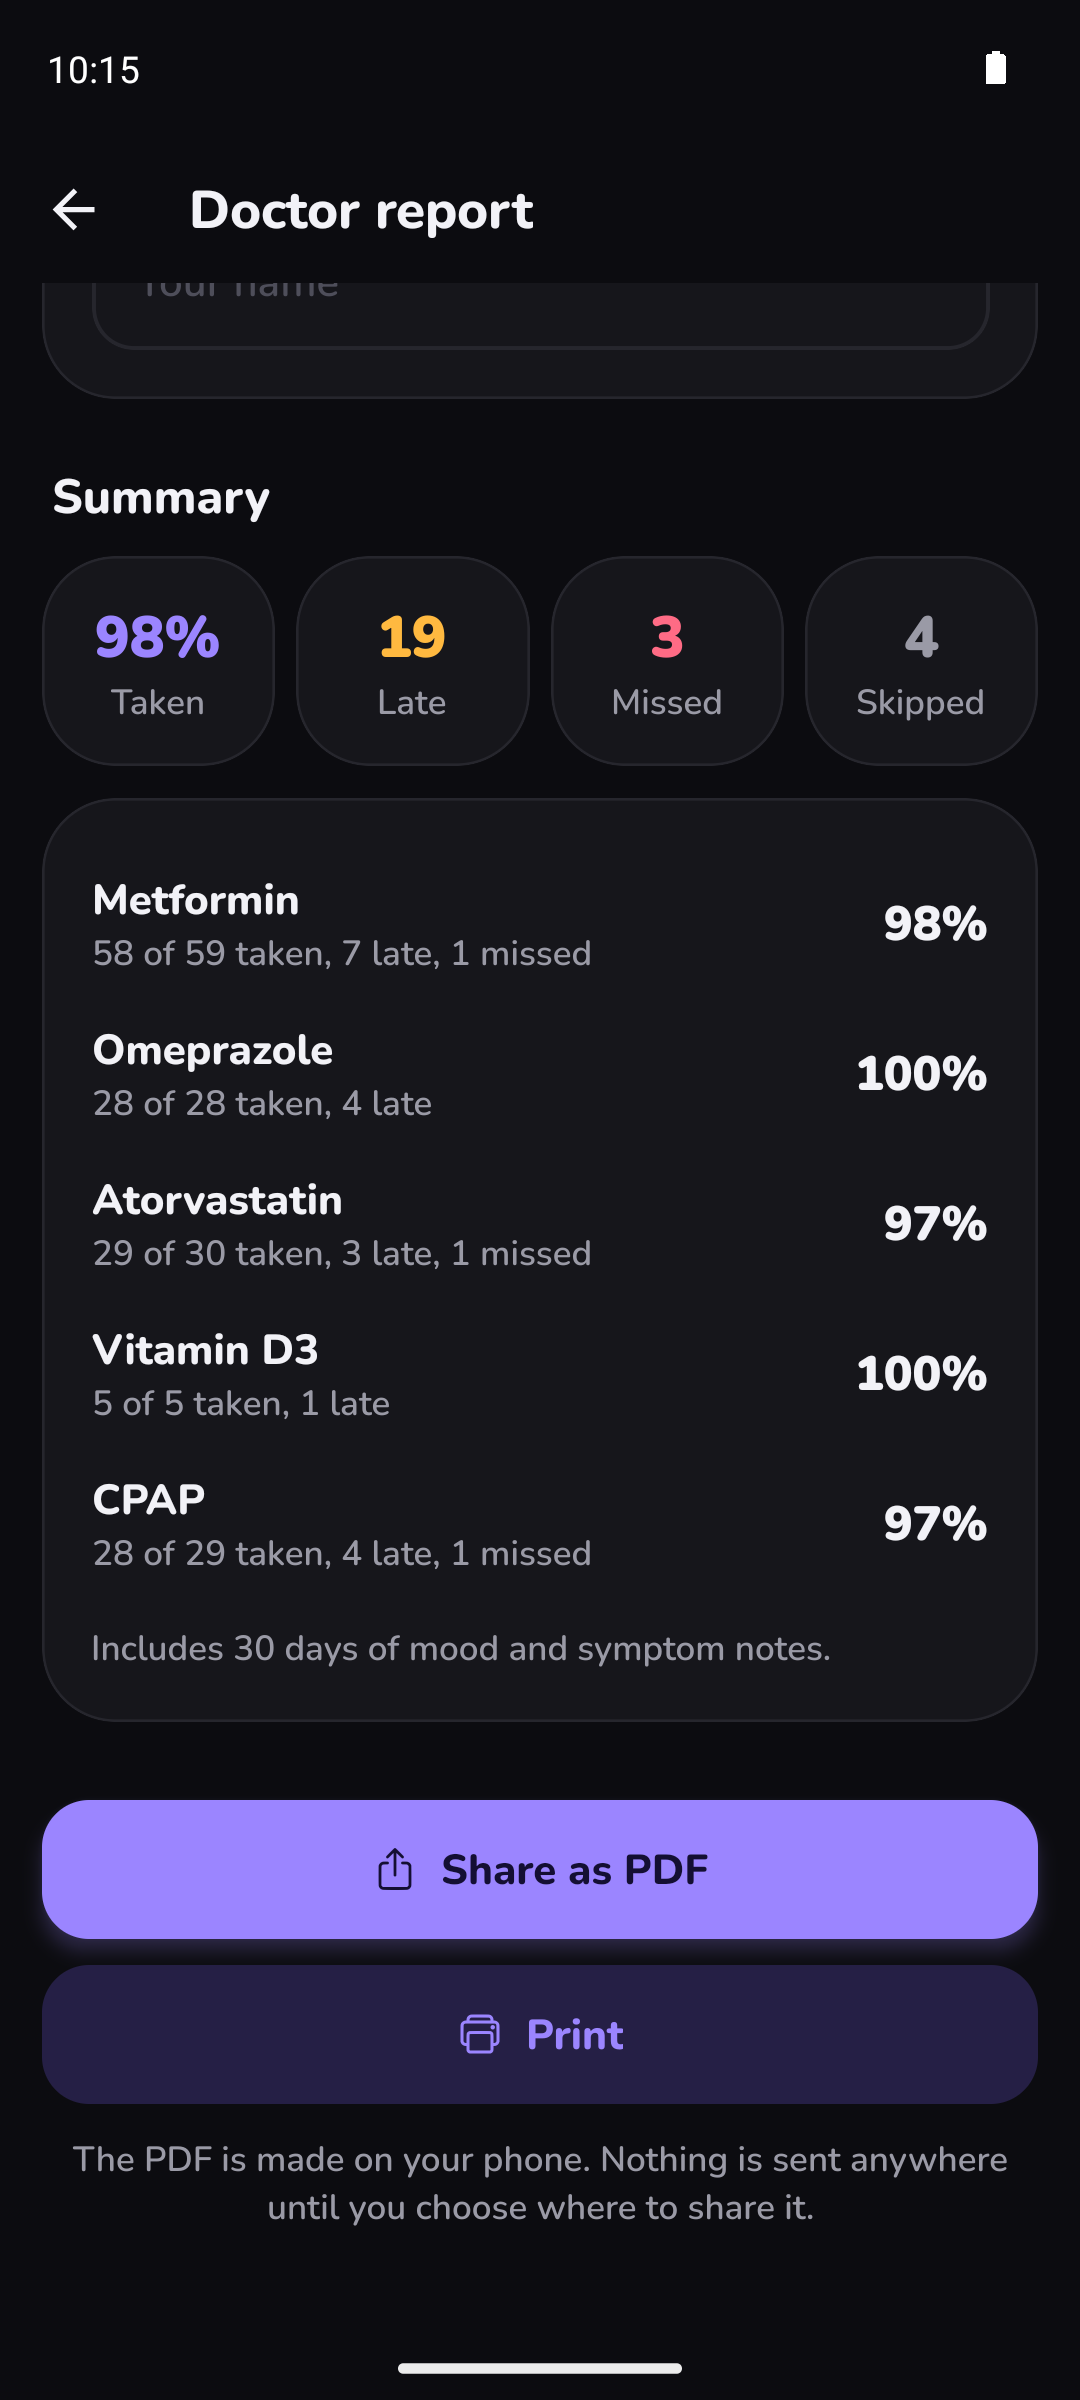 10:15
Doctor report
Your name
Summary
98%
Taken
19
Late
3
Missed
4
Skipped
Metformin
58 of 59 taken, 7 late, 1 missed
98%
Omeprazole
28 of 28 taken, 4 late
100%
Atorvastatin
29 of 30 taken, 3 late, 1 missed
97%
Vitamin D3
5 of 5 taken, 1 late
100%
CPAP
28 of 29 taken, 4 late, 1 missed
97%
Includes 30 days of mood and symptom notes.
Share as PDF
Print
The PDF is made on your phone. Nothing is sent anywhere
until you choose where to share it.